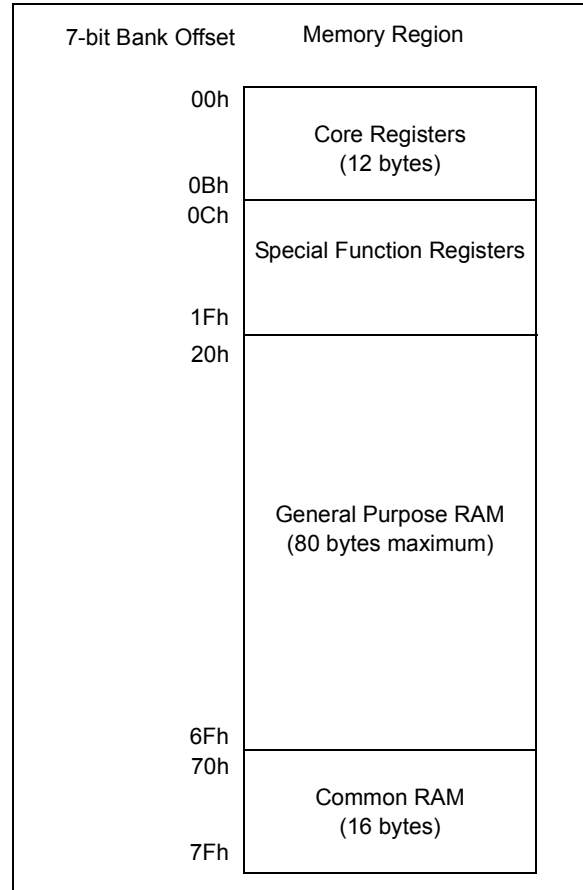 7-bit Bank Offset Memory Region
00h
Core Registers
(12 bytes)
0Bh
0Ch
Special Function Registers
1Fh
20h
General Purpose RAM
(80 bytes maximum)
6Fh
70h
Common RAM
(16 bytes)
7Fh